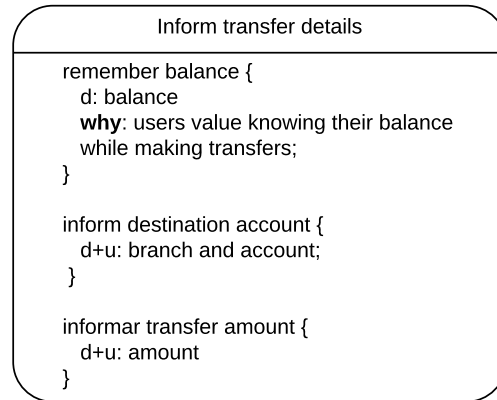 Inform transfer details
remember balance {
d: balance
why: users value knowing their balance
while making transfers;
}
inform destination account {
d+u: branch and account;
}
informar transfer amount {
d+u: amount
}